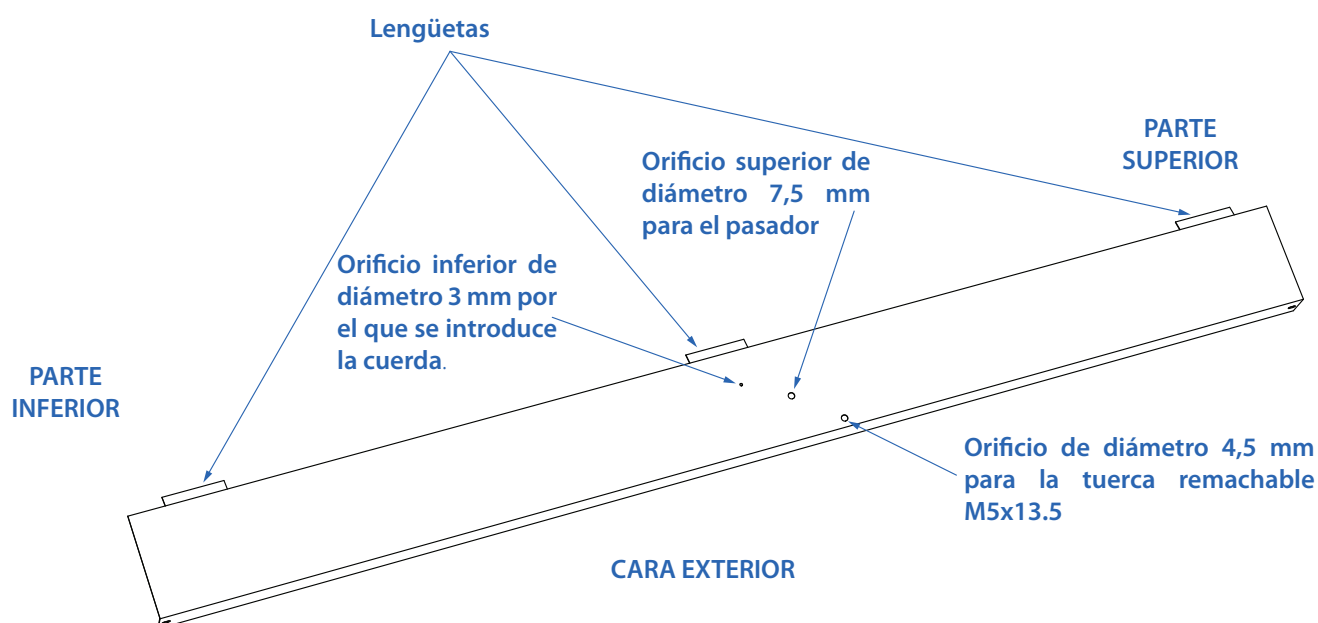 Lengüetas
PARTE
SUPERIOR
Orificio superior de
diámetro 7,5 mm
para el pasador
Orificio inferior de
diámetro 3 mm por
el que se introduce
la cuerda.
PARTE
INFERIOR
Orificio de diámetro 4,5 mm
para la tuerca remachable
M5x13.5
CARA EXTERIOR